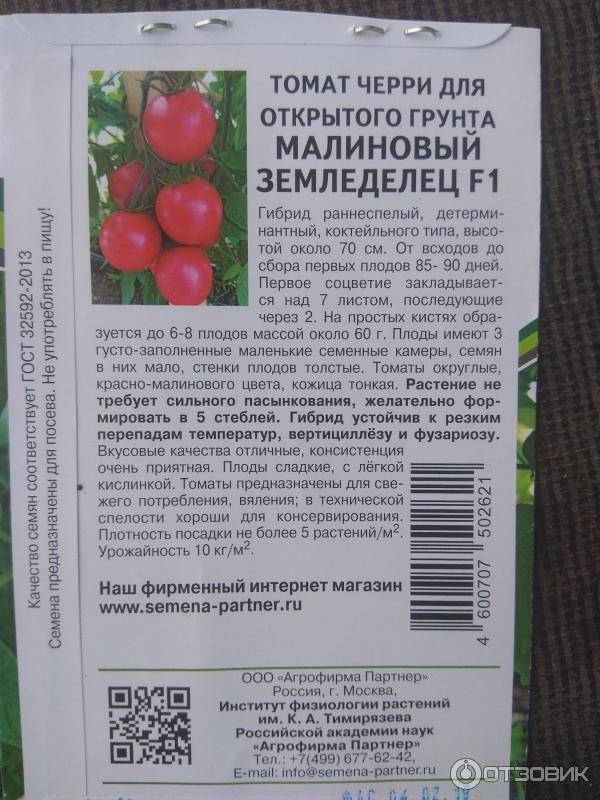 ТОМАТ ЧЕРРИ ДЛЯ
ОТКРЫТОГО ГРУНТА
МАЛИНОВЫЙ
ЗЕМЛЕДЕЛЕЦ F1
Гибрид раннеспелый, детерми-
нантный, коктейльного типа, высо-
той около 70 см. От всходов до
сбора первых плодов 85- 90 дней.
Первое соцветие закладывает-
ся над 7 листом, последующие
через 2. На простых кистях обра-
зуется до 6-8 плодов массой около 60 г. Плоды имеют 3
густо-заполненные маленькие семенные камеры, семян
в них мало, стенки плодов толстые. Томаты округлые,
красно-малинового цвета, кожица тонкая. Растение не
требует сильного пасынкования, желательно фор-
мировать в 5 стеблей. Гибрид устойчив к резким
перепадам температур, вертициллёзу и фузариозу.
Вкусовые качества отличные, консистенция
очень приятная. Плоды сладкие, с лёгкой
кислинкой. Томаты предназначены для све-
жего потребления, вяления; в технической
спелости хороши для консервирования.
Плотность посадки не более 5 растений/м².
Урожайность 10 кг/м².
Наш фирменный интернет магазин
www.semena-partner.ru
4 600707 502621
ООО «Агрофирма Партнер»
Россия, г. Москва,
Институт физиологии растений
им. К. А. Тимирязева
Российской академии наук
«Агрофирма Партнер»
Тел.: +7(499) 677-62-42,
E-mail: info@semena-partner.ru
Качество семян соответствует ГОСТ 32592-2013
Семена предназначены для посева. Не употреблять в пищу!
ОТЗОВИК